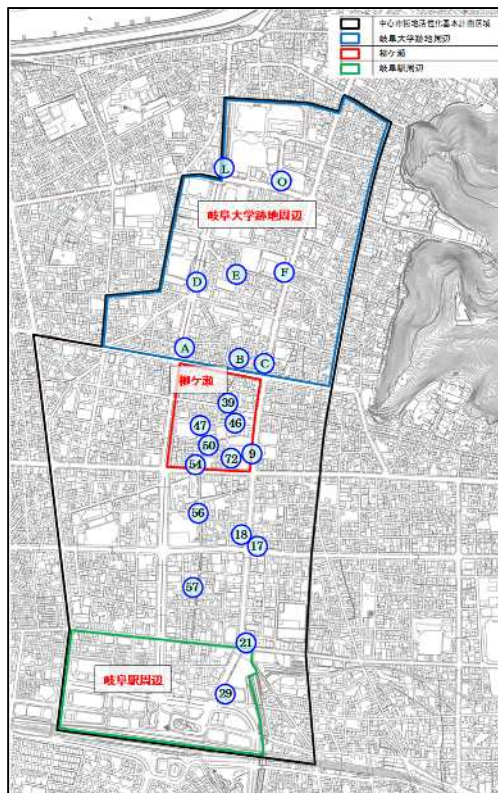 中心市街地活性化基本計画区域
岐阜大学跡地周辺
柳ケ瀬
岐阜駅周辺
L
O
岐阜大学跡地周辺
D
E
F
A
B
C
柳ケ瀬
39
47
46
50
72
9
54
56
18
17
57
21
岐阜駅周辺
29